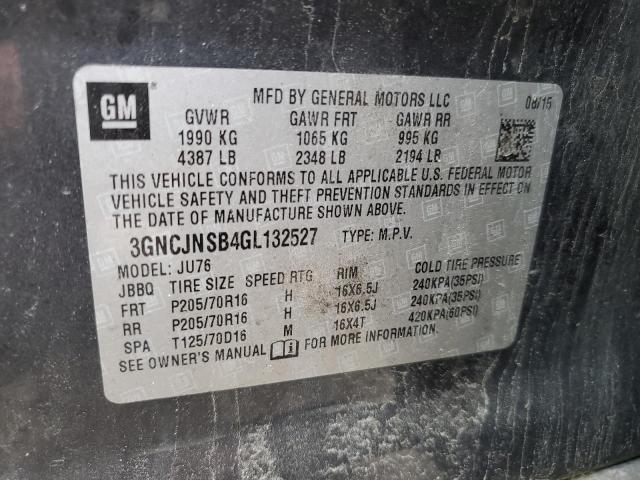 GM
MFD BY GENERAL MOTORS LLC 08/15
GVWR GAWR FRT GAWR RR
1990 KG 1065 KG 995 KG
4387 LB 2348 LB 2194 LB
THIS VEHICLE CONFORMS TO ALL APPLICABLE U.S. FEDERAL MOTOR
VEHICLE SAFETY AND THEFT PREVENTION STANDARDS IN EFFECT ON
THE DATE OF MANUFACTURE SHOWN ABOVE.
3GNCJNSB4GL132527 TYPE: M.P.V.
MODEL: JU76
JBBQ TIRE SIZE SPEED RTG RIM COLD TIRE PRESSURE
FRT P205/70R16 H 16X6.5J 240KPA(35PSI)
RR P205/70R16 H 16X6.5J 240KPA(35PSI)
SPA T125/70D16 M 16X4T 420KPA(60PSI)
SEE OWNER'S MANUAL FOR MORE INFORMATION.